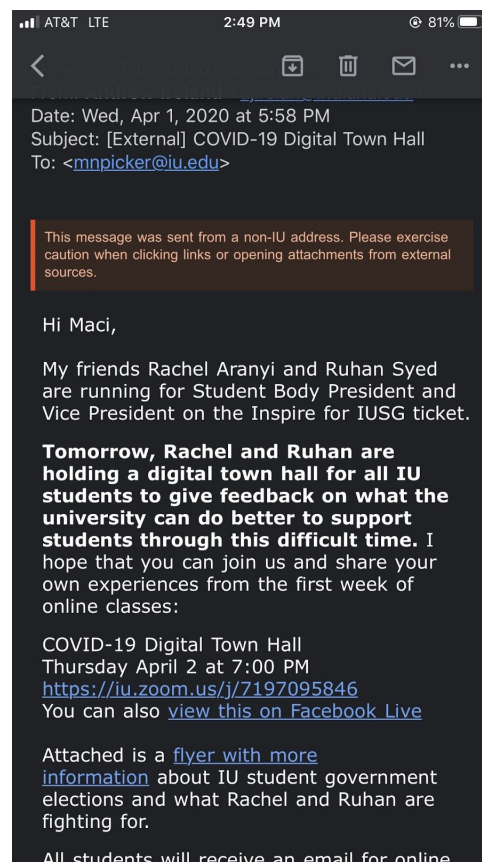 AT&T LTE 2:49 PM 81%
From: Andrew Ireland
Date: Wed, Apr 1, 2020 at 5:58 PM
Subject: [External] COVID-19 Digital Town Hall
To: <mnpicker@iu.edu>
This message was sent from a non-IU address. Please exercise
caution when clicking links or opening attachments from external
sources.
Hi Maci,
My friends Rachel Aranyi and Ruhan Syed
are running for Student Body President and
Vice President on the Inspire for IUSG ticket.
Tomorrow, Rachel and Ruhan are
holding a digital town hall for all IU
students to give feedback on what the
university can do better to support
students through this difficult time. I
hope that you can join us and share your
own experiences from the first week of
online classes:
COVID-19 Digital Town Hall
Thursday April 2 at 7:00 PM
https://iu.zoom.us/j/7197095846
You can also view this on Facebook Live
Attached is a flyer with more
information about IU student government
elections and what Rachel and Ruhan are
fighting for.
All students will receive an email for online